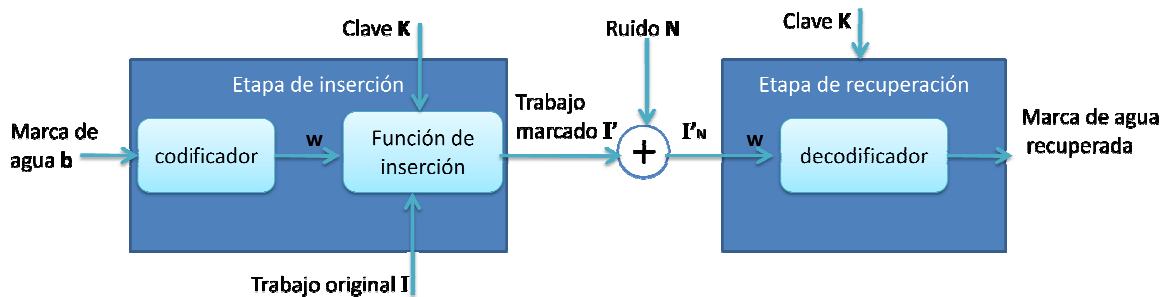 Clave K
Ruido N
Clave K
Etapa de inserción
Etapa de recuperación
Marca de
agua b
codificador
w
Función de
inserción
Trabajo
marcado I'
+
I'N
w
decodificador
Marca de agua
recuperada
Trabajo original I